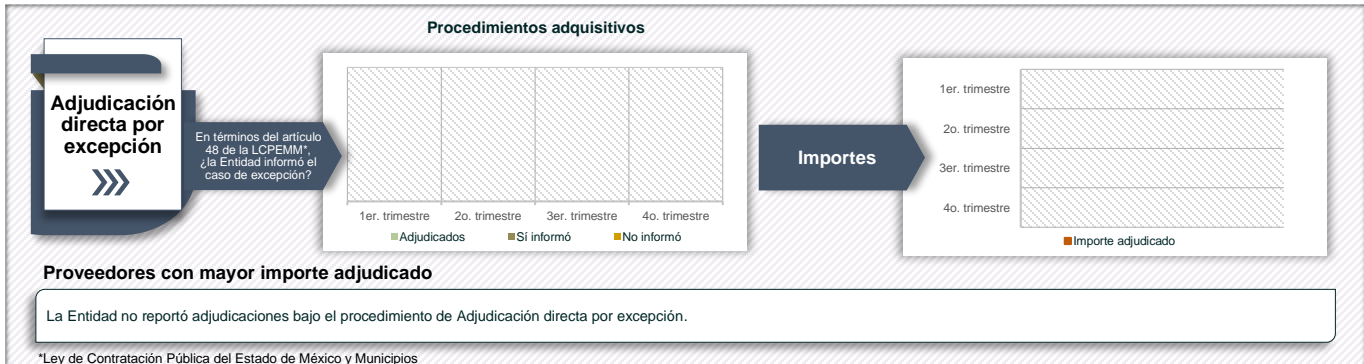 Procedimientos adquisitivos
Adjudicación
directa por
excepción
En términos del artículo
48 de la LCPEMM*,
¿la Entidad informó el
caso de excepción?
1er. trimestre 2o. trimestre 3er. trimestre 4o. trimestre
Adjudicados Sí informó No informó
Importes
1er. trimestre
2o. trimestre
3er. trimestre
4o. trimestre
Importe adjudicado
Proveedores con mayor importe adjudicado
La Entidad no reportó adjudicaciones bajo el procedimiento de Adjudicación directa por excepción.
*Ley de Contratación Pública del Estado de México y Municipios